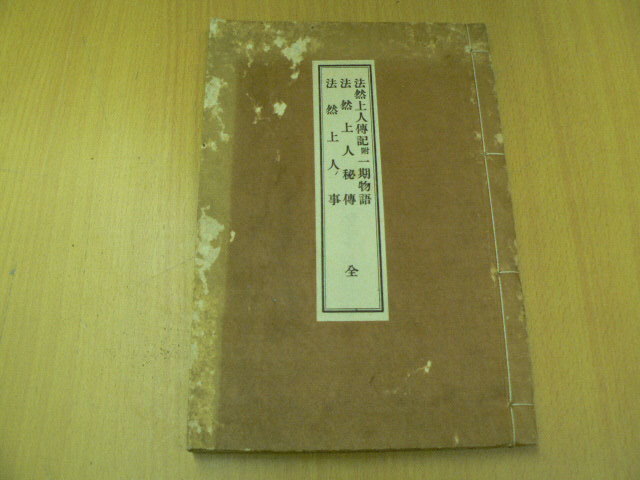 法然上人傳記附一期物語
法然上人秘傳
法然上人ノ事
全